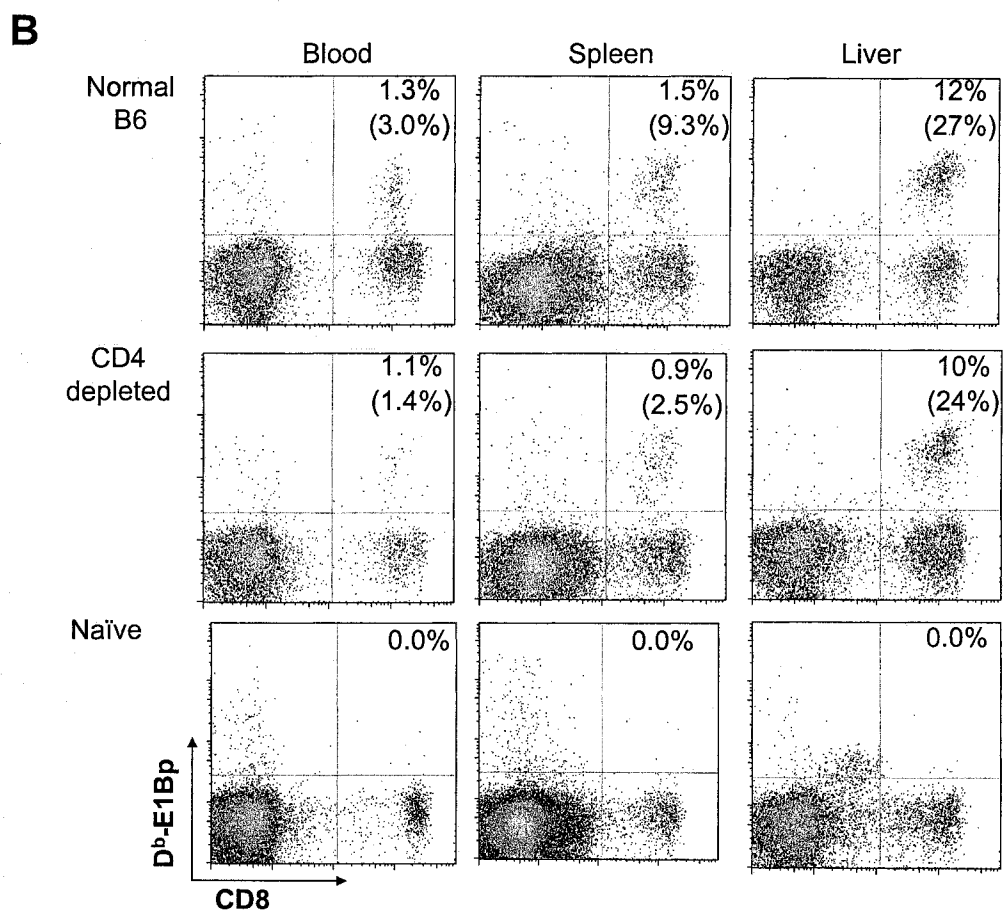 B
Blood
Spleen
Liver
Normal
B6
1.3%
(3.0%)
1.5%
(9.3%)
12%
(27%)
CD4
depleted
1.1%
(1.4%)
0.9%
(2.5%)
10%
(24%)
Naïve
0.0%
0.0%
0.0%
Dᵇ-E1Bp
CD8